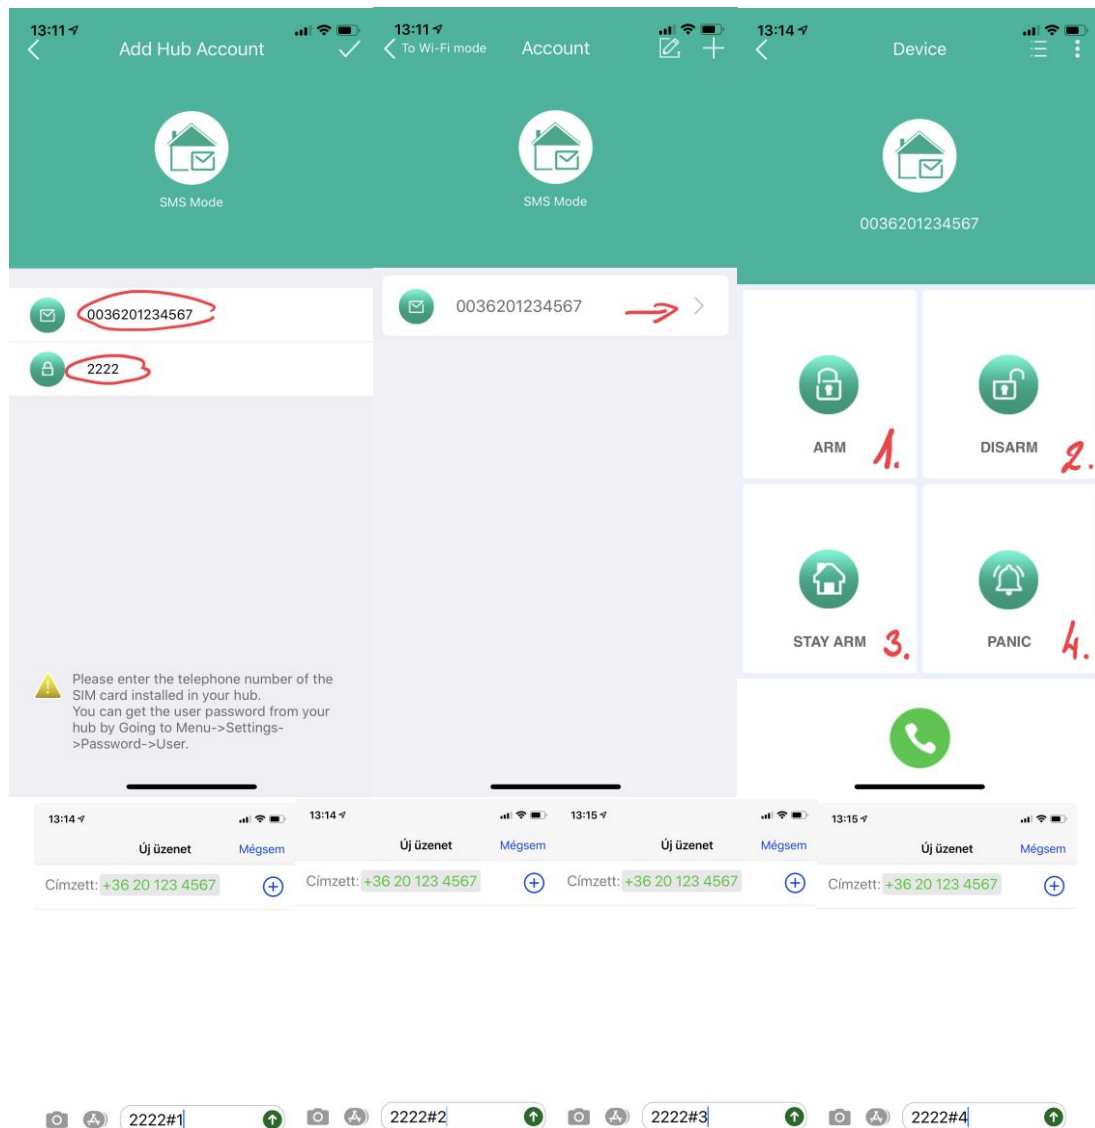 13:11
Add Hub Account
SMS Mode
0036201234567
2222
Please enter the telephone number of the
SIM card installed in your hub.
You can get the user password from your
hub by Going to Menu->Settings-
>Password->User.
13:11
To Wi-Fi mode
Account
SMS Mode
0036201234567
13:14
Device
0036201234567
ARM
1.
DISARM
2.
STAY ARM
3.
PANIC
4.
13:14
Új üzenet
Mégsem
Címzett: +36 20 123 4567
2222#1
13:14
Új üzenet
Mégsem
Címzett: +36 20 123 4567
2222#2
13:15
Új üzenet
Mégsem
Címzett: +36 20 123 4567
2222#3
13:15
Új üzenet
Mégsem
Címzett: +36 20 123 4567
2222#4